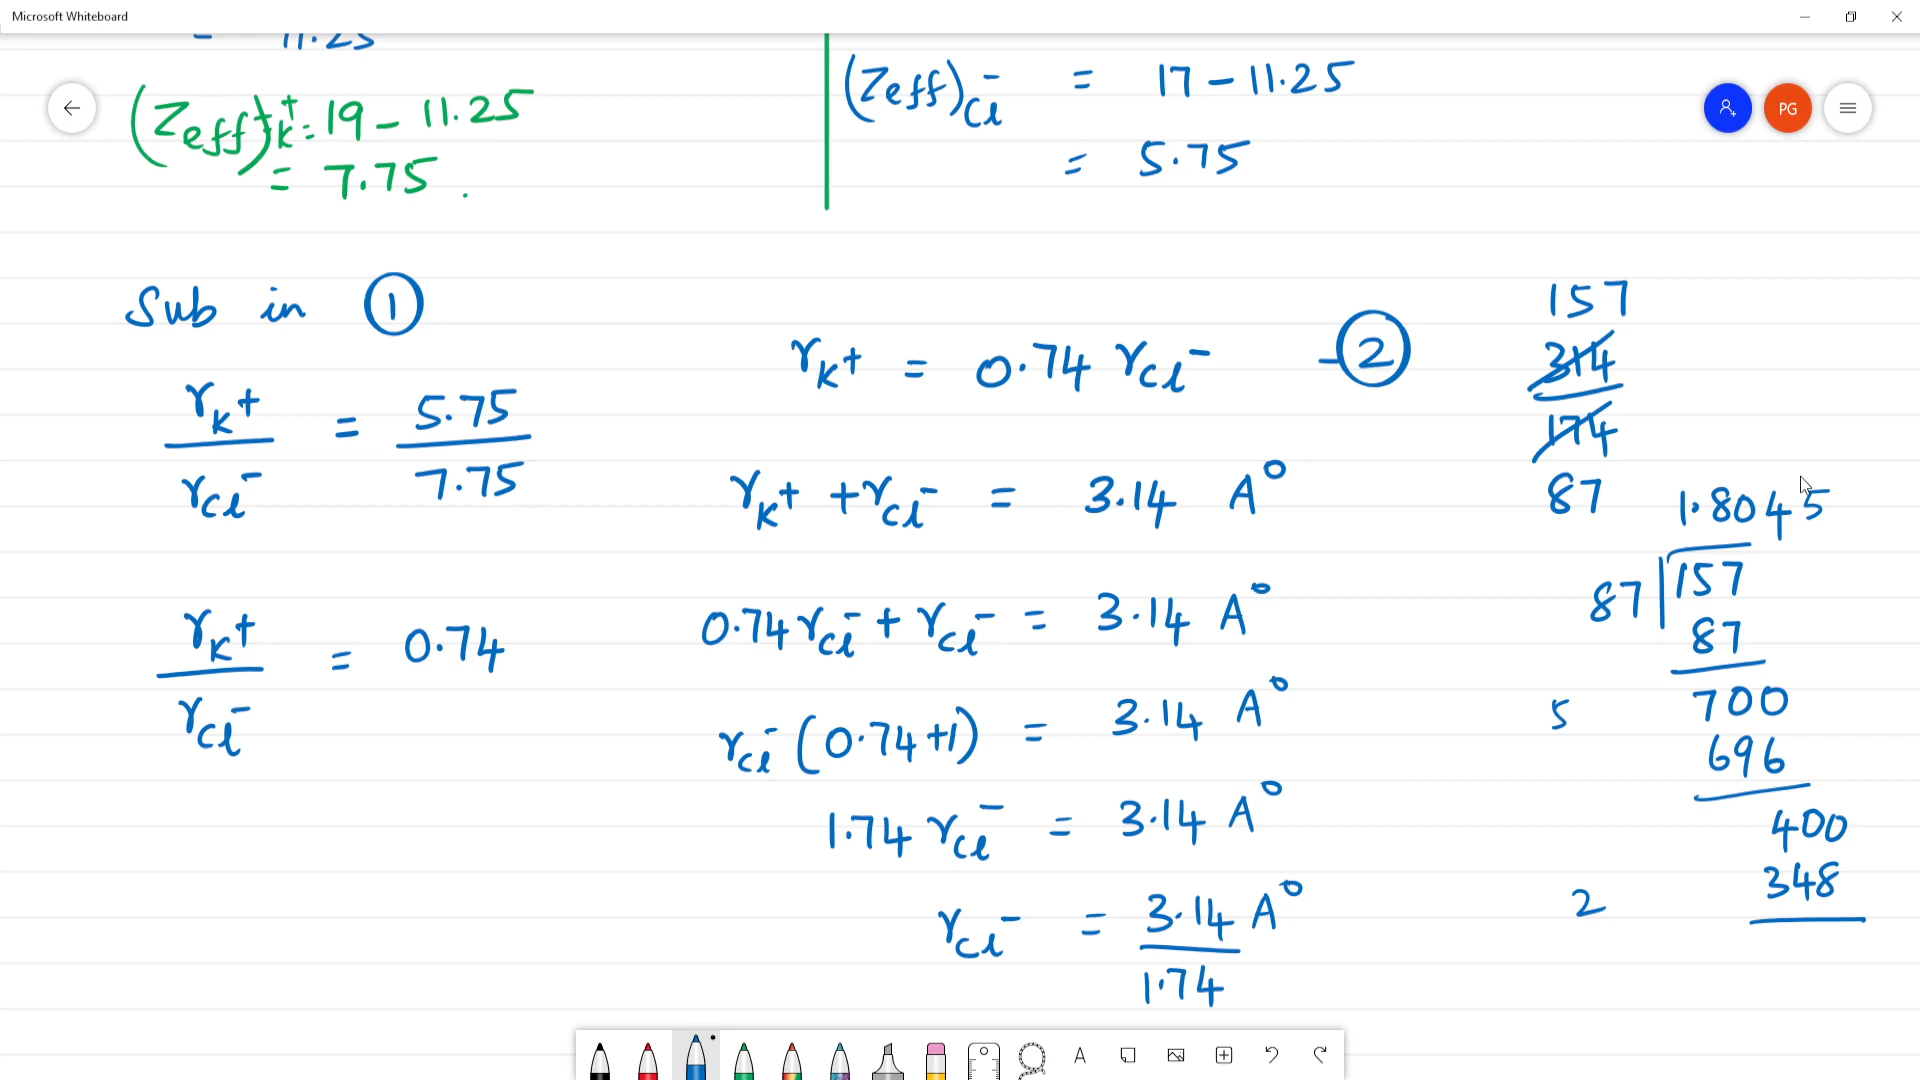 Microsoft Whiteboard
= 11.25
(Zeff)K+ = 19 - 11.25
= 7.75 .
(Zeff)Cl- = 17 - 11.25
= 5.75
PG
Sub in ①
rK+ / rCl- = 5.75 / 7.75
rK+ / rCl- = 0.74
rK+ = 0.74 rCl- - ②
rK+ + rCl- = 3.14 A°
0.74 rCl- + rCl- = 3.14 A°
rCl- (0.74+1) = 3.14 A°
1.74 rCl- = 3.14 A°
rCl- = 3.14 A° / 1.74
157
314
174
87
1.8045
87 157
87
5 700
696
400
2 348
A